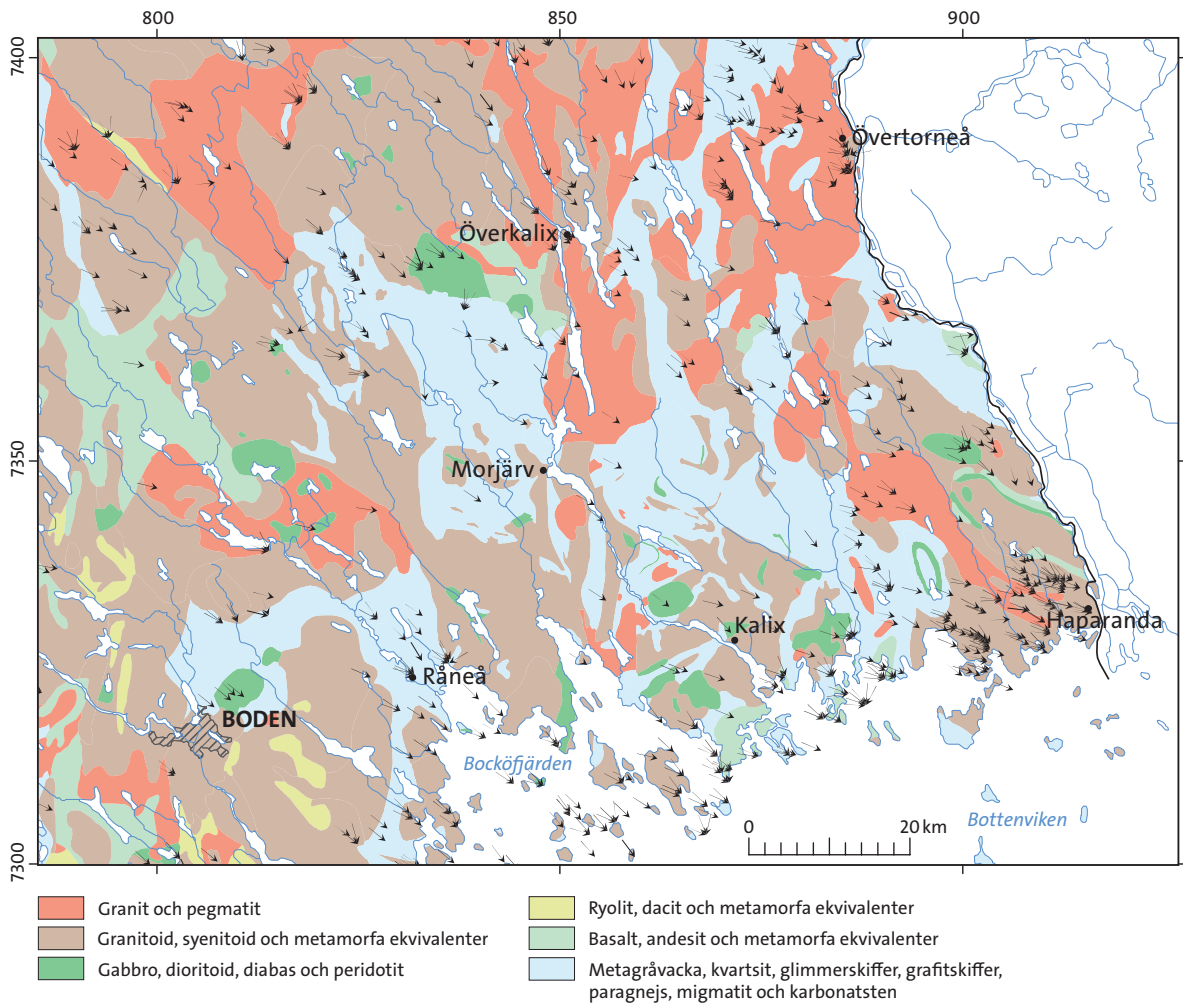 800
850
900
7400
Övertorneå
Överkalix
7350
Morjärv
Kalix
Haparanda
Råneå
BODEN
Bocköfjärden
0
20 km
Bottenviken
7300
Granit och pegmatit
Granitoid, syenitoid och metamorfa ekvivalenter
Gabbro, dioritoid, diabas och peridotit
Ryolit, dacit och metamorfa ekvivalenter
Basalt, andesit och metamorfa ekvivalenter
Metagråvacka, kvartsit, glimmerskiffer, grafitskiffer,
paragnejs, migmatit och karbonatsten